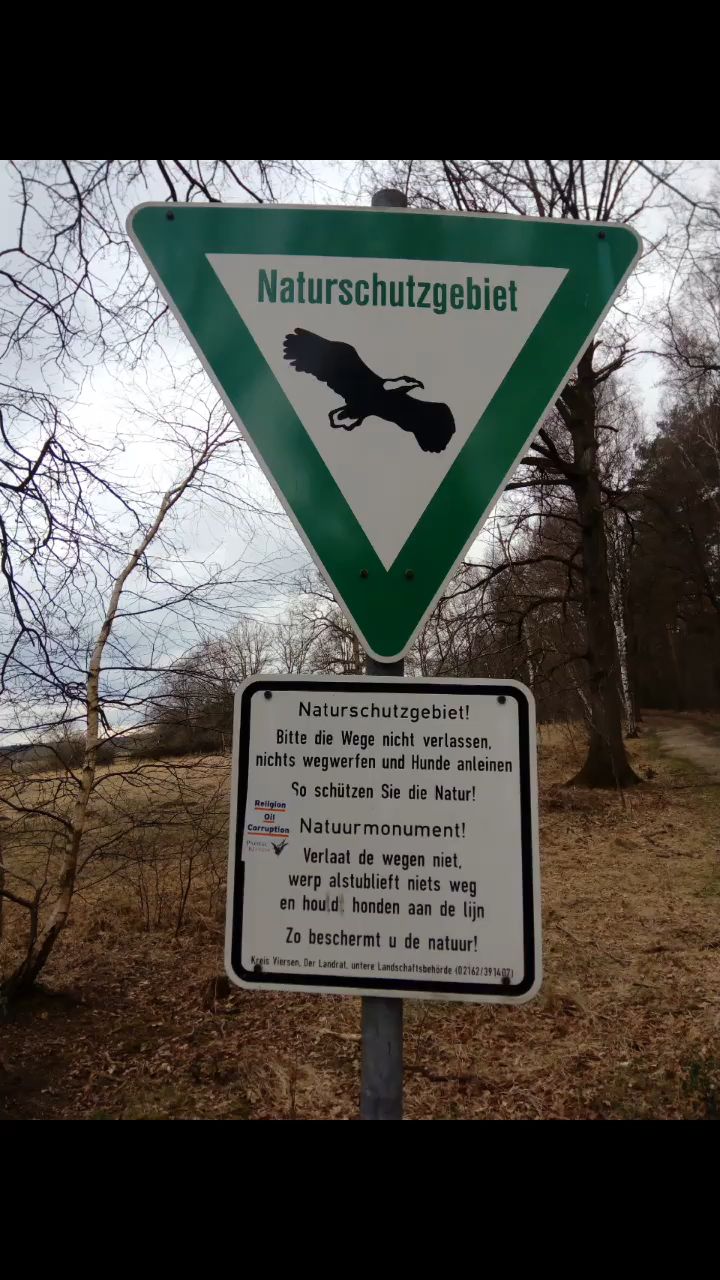 Naturschutzgebiet
Naturschutzgebiet!
Bitte die Wege nicht verlassen,
nichts wegwerfen und Hunde anleinen
So schützen Sie die Natur!
Religion
Oil
Corruption
Natuurmonument!
Verlaat de wegen niet,
werp alstublieft niets weg
en hould honden aan de lijn
Zo beschermt u de natuur!
Kreis Viersen, Der Landrat, untere Landschaftsbehörde (02162/391407)